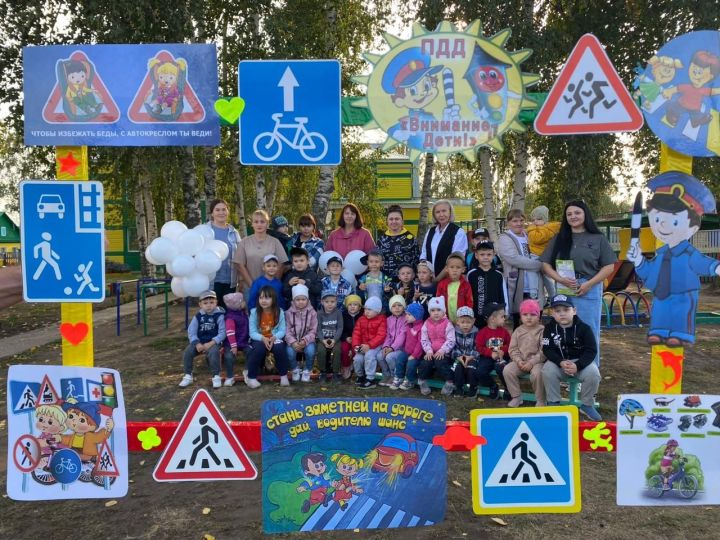 ЧТОБЫ ИЗБЕЖАТЬ БЕДЫ, С АВТОКРЕСЛОМ ТЫ ВЕДИ!
ПДД
«Внимание,
Дети!»
СТАНЬ ЗАМЕТНЕЙ НА ДОРОГЕ
ДАЙ ВОДИТЕЛЮ ШАНС